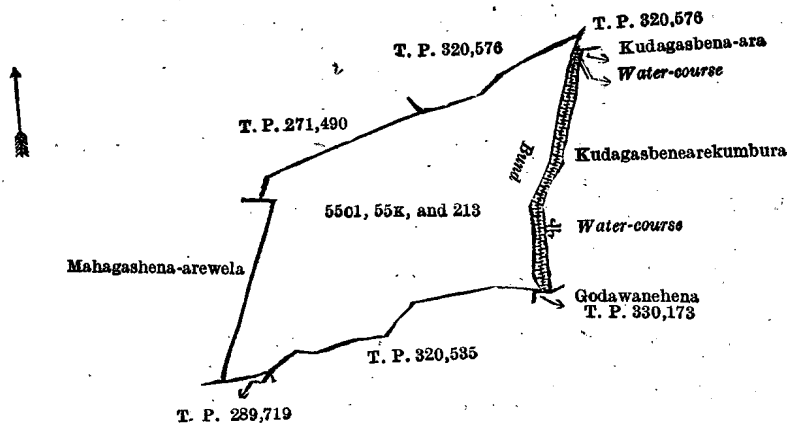 T. P. 320,576
T. P. 320,576
Kudagasbena-ara
Water-course
T. P. 271,490
Bund
Kudagasbenearekumbura
5501, 55K, and 213
Water-course
Mahagashena-arewela
Godawanehena
T. P. 330,173
T. P. 320,535
T. P. 289,719